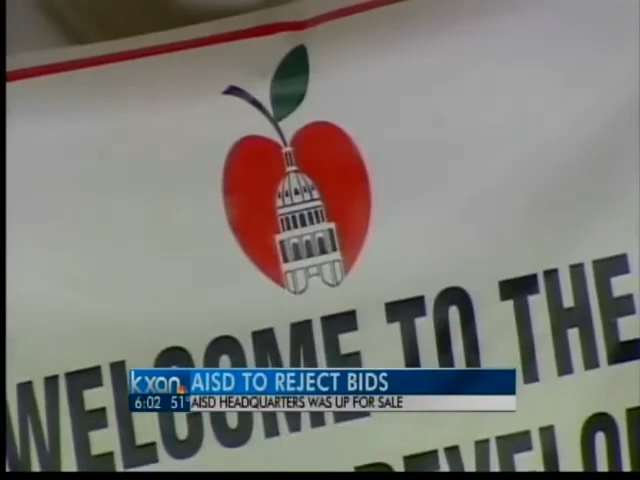 WELCOME TO THE
kxan AISD TO REJECT BIDS
6:02 51° AISD HEADQUARTERS WAS UP FOR SALE